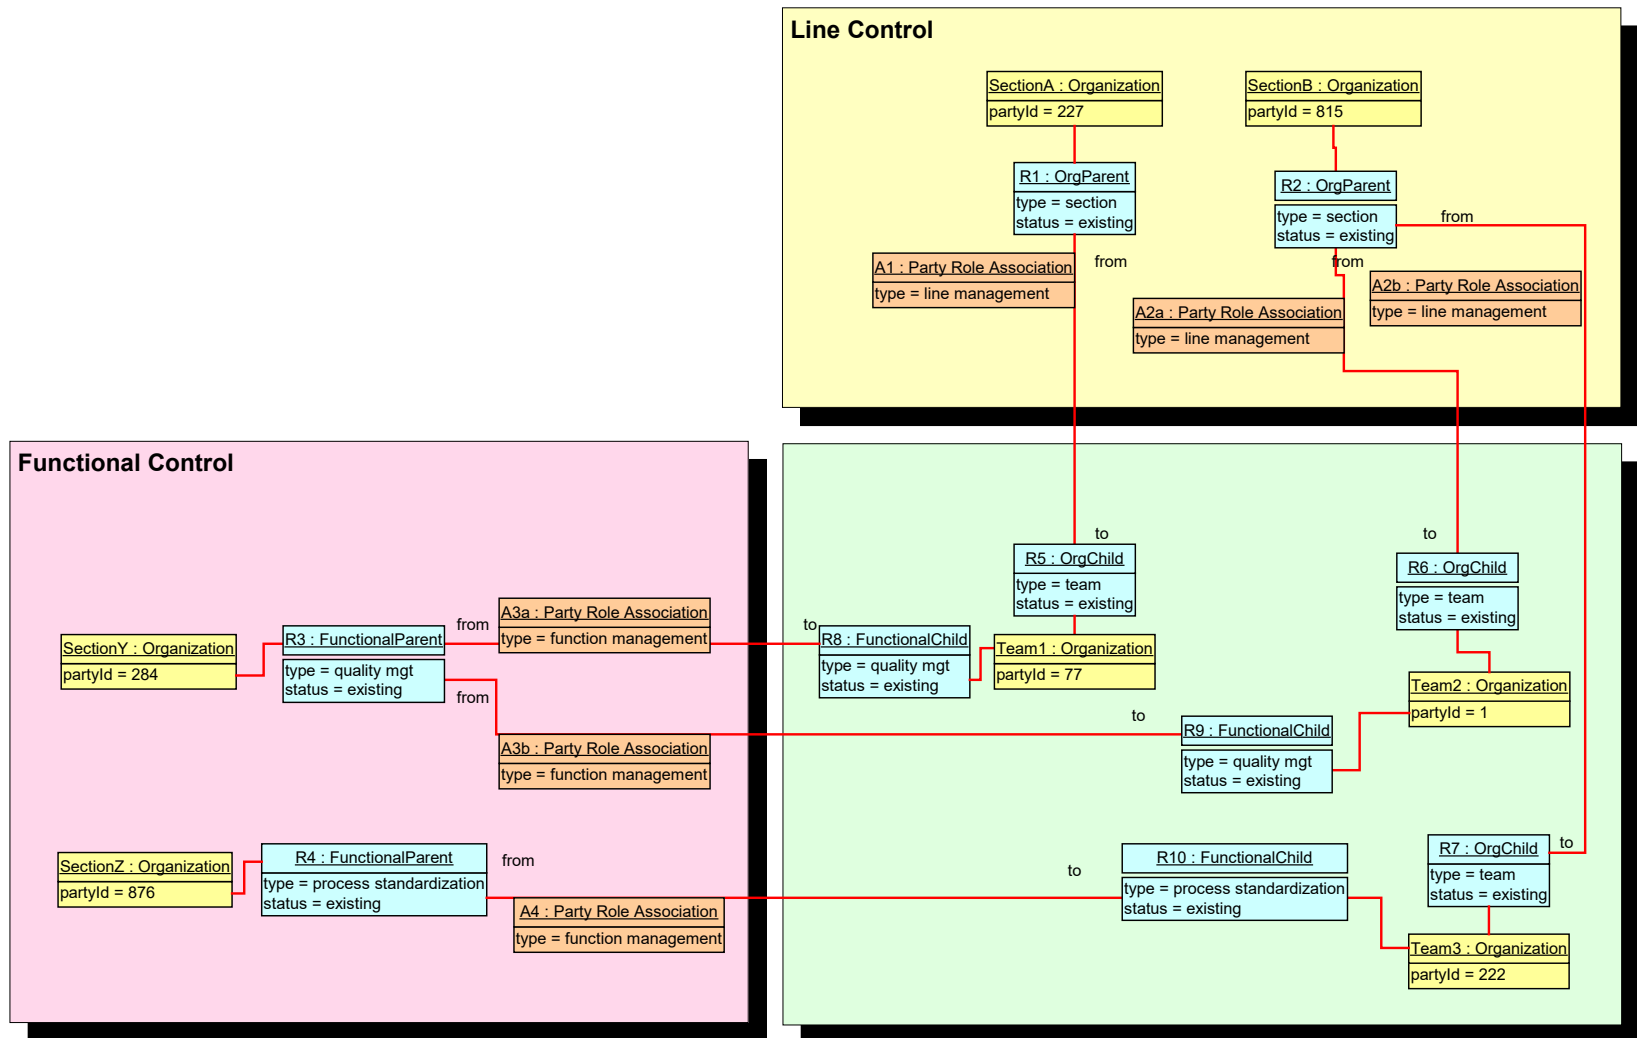 Line Control
SectionA : Organization
partyId = 227
SectionB : Organization
partyId = 815
R1 : OrgParent
type = section
status = existing
R2 : OrgParent
type = section
status = existing
from
A1 : Party Role Association
type = line management
from
from
A2a : Party Role Association
type = line management
A2b : Party Role Association
type = line management
Functional Control
SectionY : Organization
partyId = 284
R3 : FunctionalParent
type = quality mgt
status = existing
from
from
A3a : Party Role Association
type = function management
A3b : Party Role Association
type = function management
SectionZ : Organization
partyId = 876
R4 : FunctionalParent
type = process standardization
status = existing
from
A4 : Party Role Association
type = function management
to
R5 : OrgChild
type = team
status = existing
to
R6 : OrgChild
type = team
status = existing
to
R8 : FunctionalChild
type = quality mgt
status = existing
Team1 : Organization
partyId = 77
Team2 : Organization
partyId = 1
to
R9 : FunctionalChild
type = quality mgt
status = existing
to
R10 : FunctionalChild
type = process standardization
status = existing
R7 : OrgChild
type = team
status = existing
to
Team3 : Organization
partyId = 222